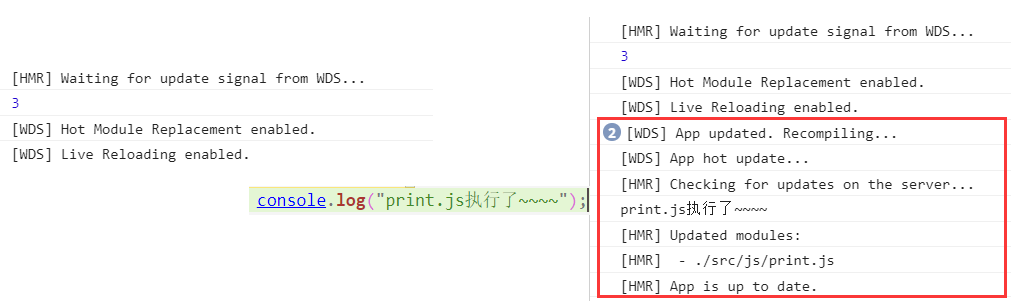 [HMR] Waiting for update signal from WDS...
3
[WDS] Hot Module Replacement enabled.
[WDS] Live Reloading enabled.
console.log("print.js执行了~~~~");
[HMR] Waiting for update signal from WDS...
3
[WDS] Hot Module Replacement enabled.
[WDS] Live Reloading enabled.
2 [WDS] App updated. Recompiling...
[WDS] App hot update...
[HMR] Checking for updates on the server...
print.js执行了~~~~
[HMR] Updated modules:
[HMR]  - ./src/js/print.js
[HMR] App is up to date.